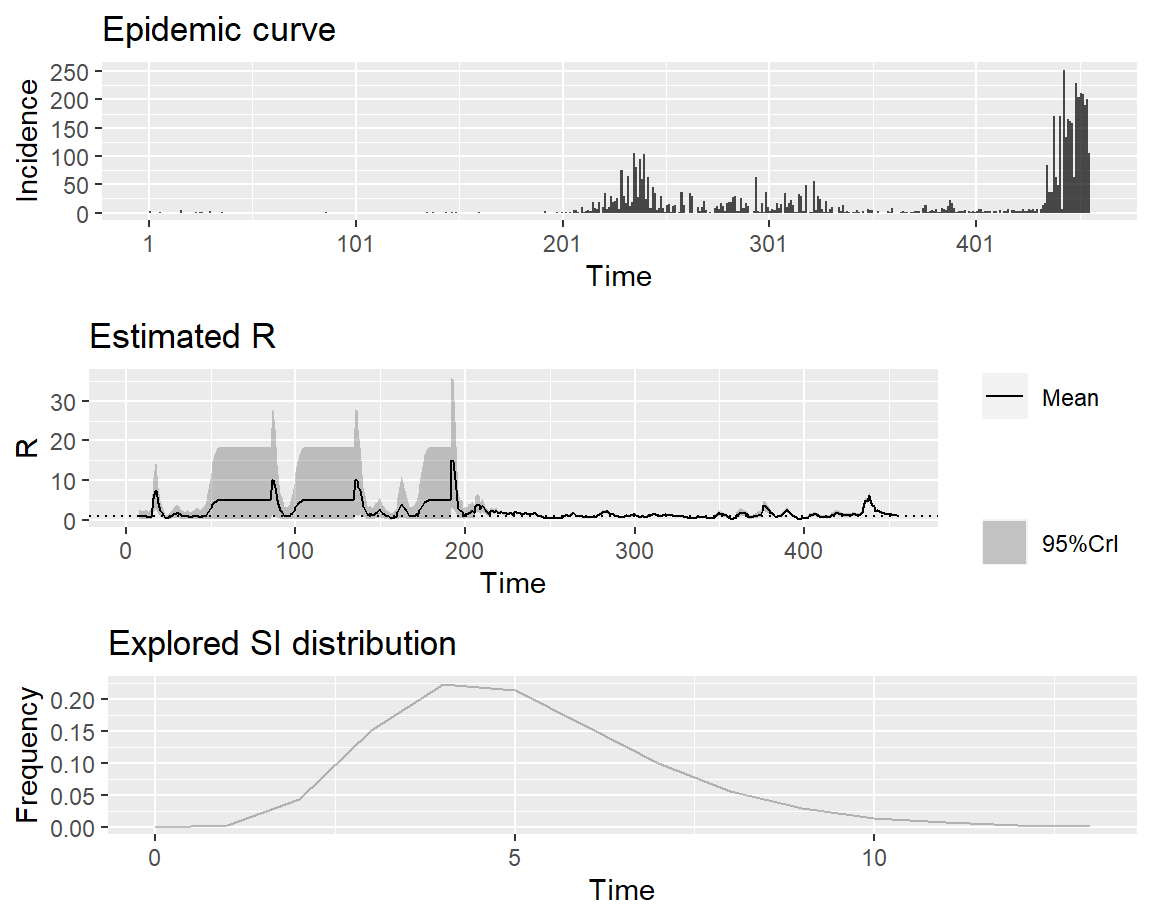 Epidemic curve
250
200
150
100
50
0
Incidence
1 101 201 301 401
Time
Estimated R
30
20
10
0
R
0 100 200 300 400
Time
Mean
95%CrI
Explored SI distribution
0.20
0.15
0.10
0.05
0.00
Frequency
0 5 10
Time